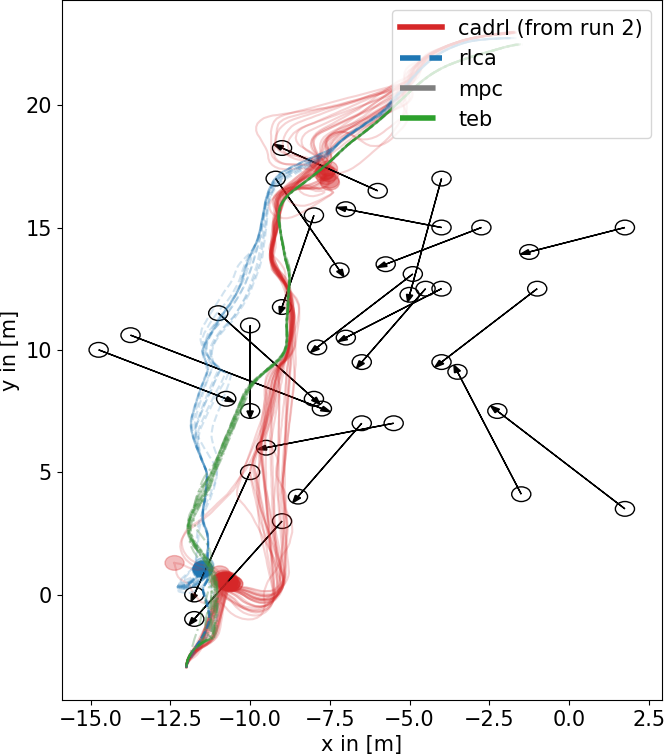 cadrl (from run 2)
rlca
mpc
teb
y in [m]
20
15
10
5
0
−15.0 −12.5 −10.0 −7.5 −5.0 −2.5 0.0 2.5
x in [m]